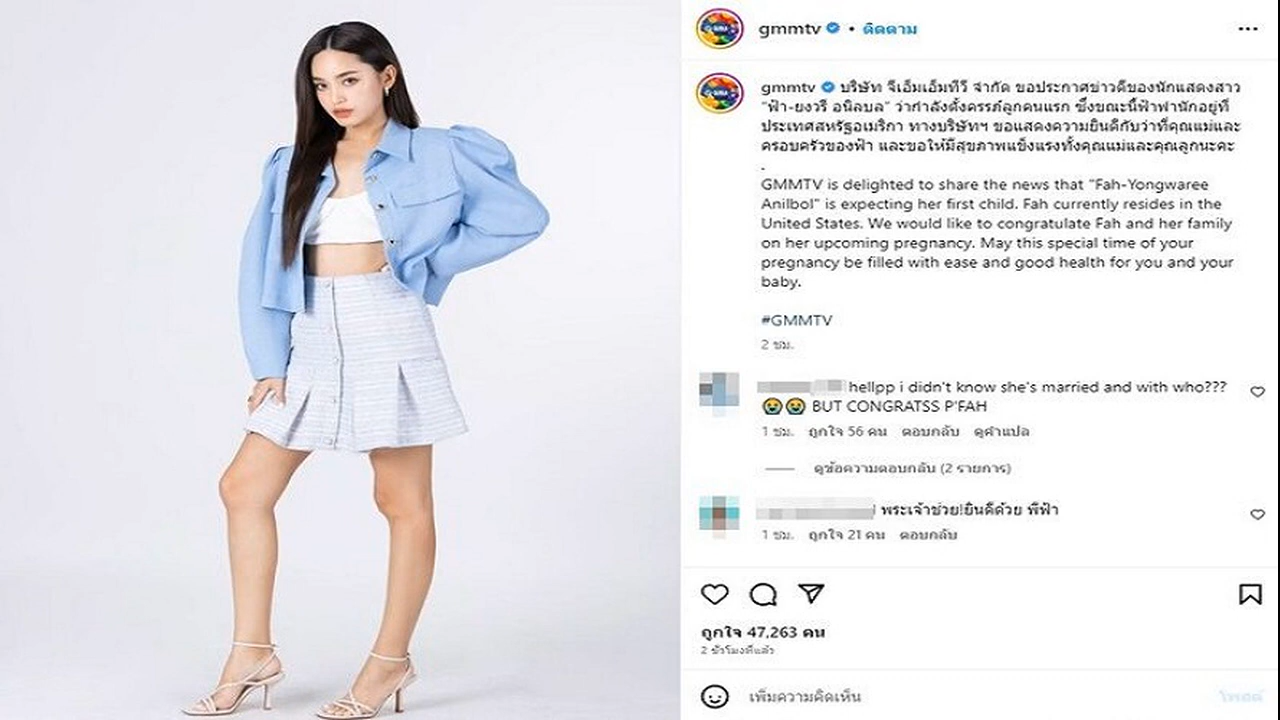 gmmtv • ติดตาม
gmmtv บริษัท จีเอ็มเอ็มทีวี จำกัด ขอประกาศข่าวดีของนักแสดงสาว
"ฟ้า-ยงวรี อนิลบล" ว่ากำลังตั้งครรภ์ลูกคนแรก ซึ่งขณะนี้ฟ้าพำนักอยู่ที่
ประเทศสหรัฐอเมริกา ทางบริษัทฯ ขอแสดงความยินดีกับว่าที่คุณแม่และ
ครอบครัวของฟ้า และขอให้มีสุขภาพแข็งแรงทั้งคุณแม่และคุณลูกนะคะ
.
GMMTV is delighted to share the news that "Fah-Yongwaree
Anilbol" is expecting her first child. Fah currently resides in the
United States. We would like to congratulate Fah and her family
on her upcoming pregnancy. May this special time of your
pregnancy be filled with ease and good health for you and your
baby.
#GMMTV
2 ชม.
hellpp i didn't know she's married and with who???
😭😭 BUT CONGRATSS P'FAH
1 ชม. ถูกใจ 56 คน ตอบกลับ ดูคำแปล
ดูข้อความตอบกลับ (2 รายการ)
พระเจ้าช่วย!ยินดีด้วย พี่ฟ้า
1 ชม. ถูกใจ 21 คน ตอบกลับ
ถูกใจ 47,263 คน
2 ชั่วโมงที่แล้ว
เพิ่มความคิดเห็น
โพสต์